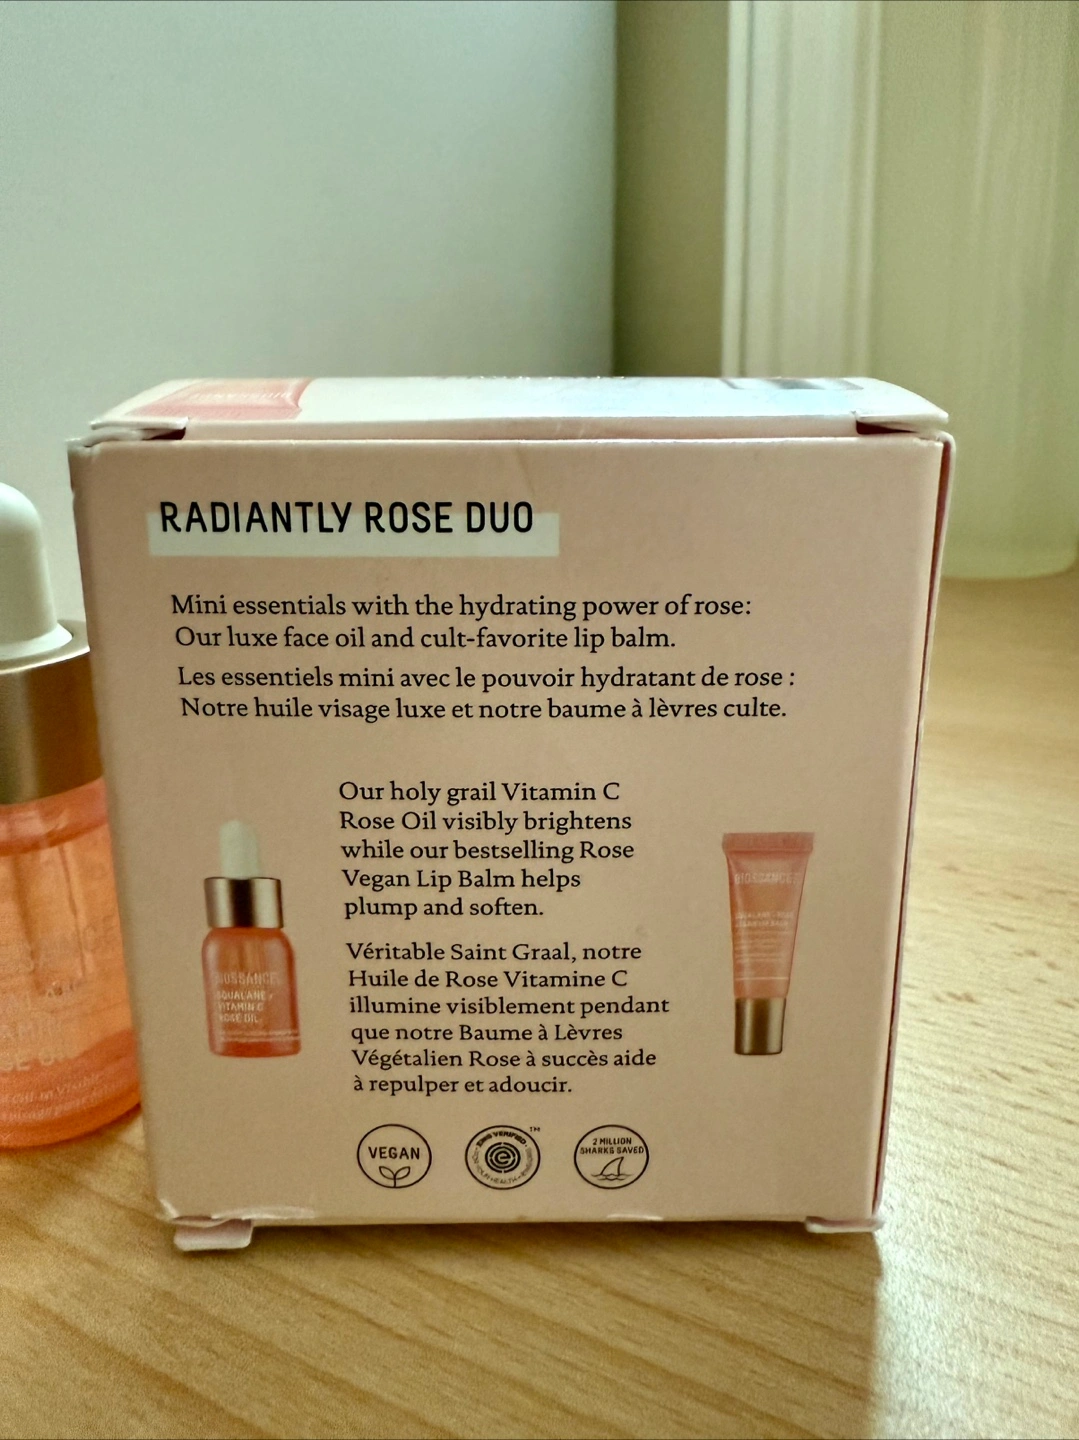 RADIANTLY ROSE DUO
Mini essentials with the hydrating power of rose:
Our luxe face oil and cult-favorite lip balm.
Les essentiels mini avec le pouvoir hydratant de rose :
Notre huile visage luxe et notre baume à lèvres culte.
Our holy grail Vitamin C
Rose Oil visibly brightens
while our bestselling Rose
Vegan Lip Balm helps
plump and soften.
Véritable Saint Graal, notre
Huile de Rose Vitamine C
illumine visiblement pendant
que notre Baume à Lèvres
Végétalien Rose à succès aide
à repulper et adoucir.
BIOSSANCE
SQUALANE +
VITAMIN C
ROSE OIL
BIOSSANCE
VEGAN
EWG VERIFIED
TM
2 MILLION
SHARKS SAVED